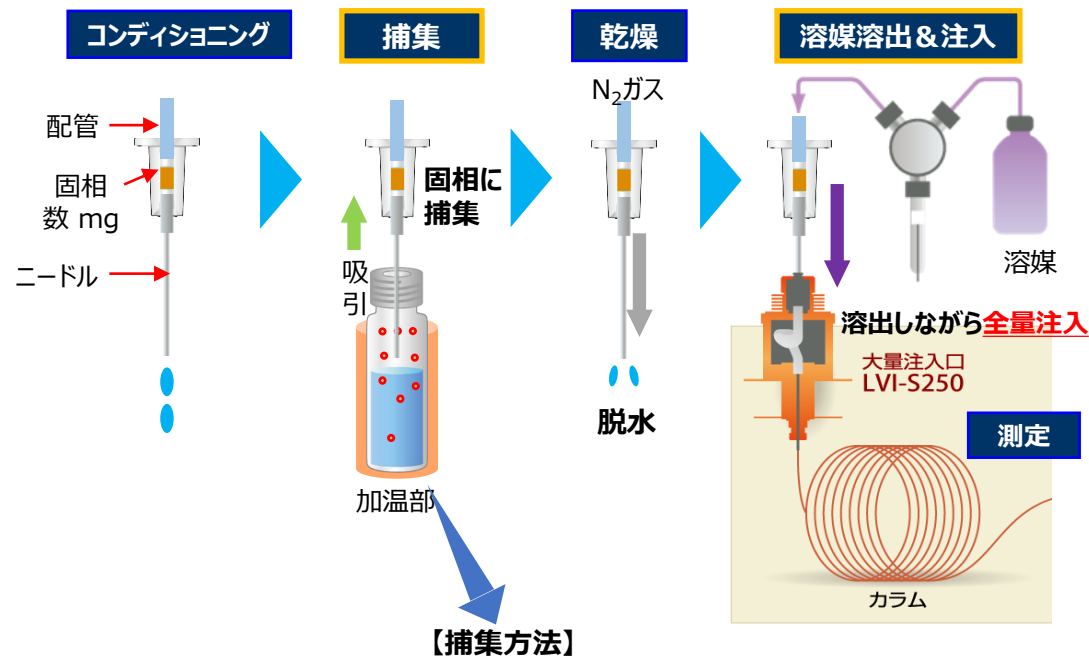 コンディショニング
捕集
乾燥
溶媒溶出＆注入
N2ガス
配管
固相
数 mg
固相に
捕集
ニードル
吸
引
溶媒
溶出しながら全量注入
大量注入口
LVI-S250
脱水
測定
加温部
カラム
【捕集方法】